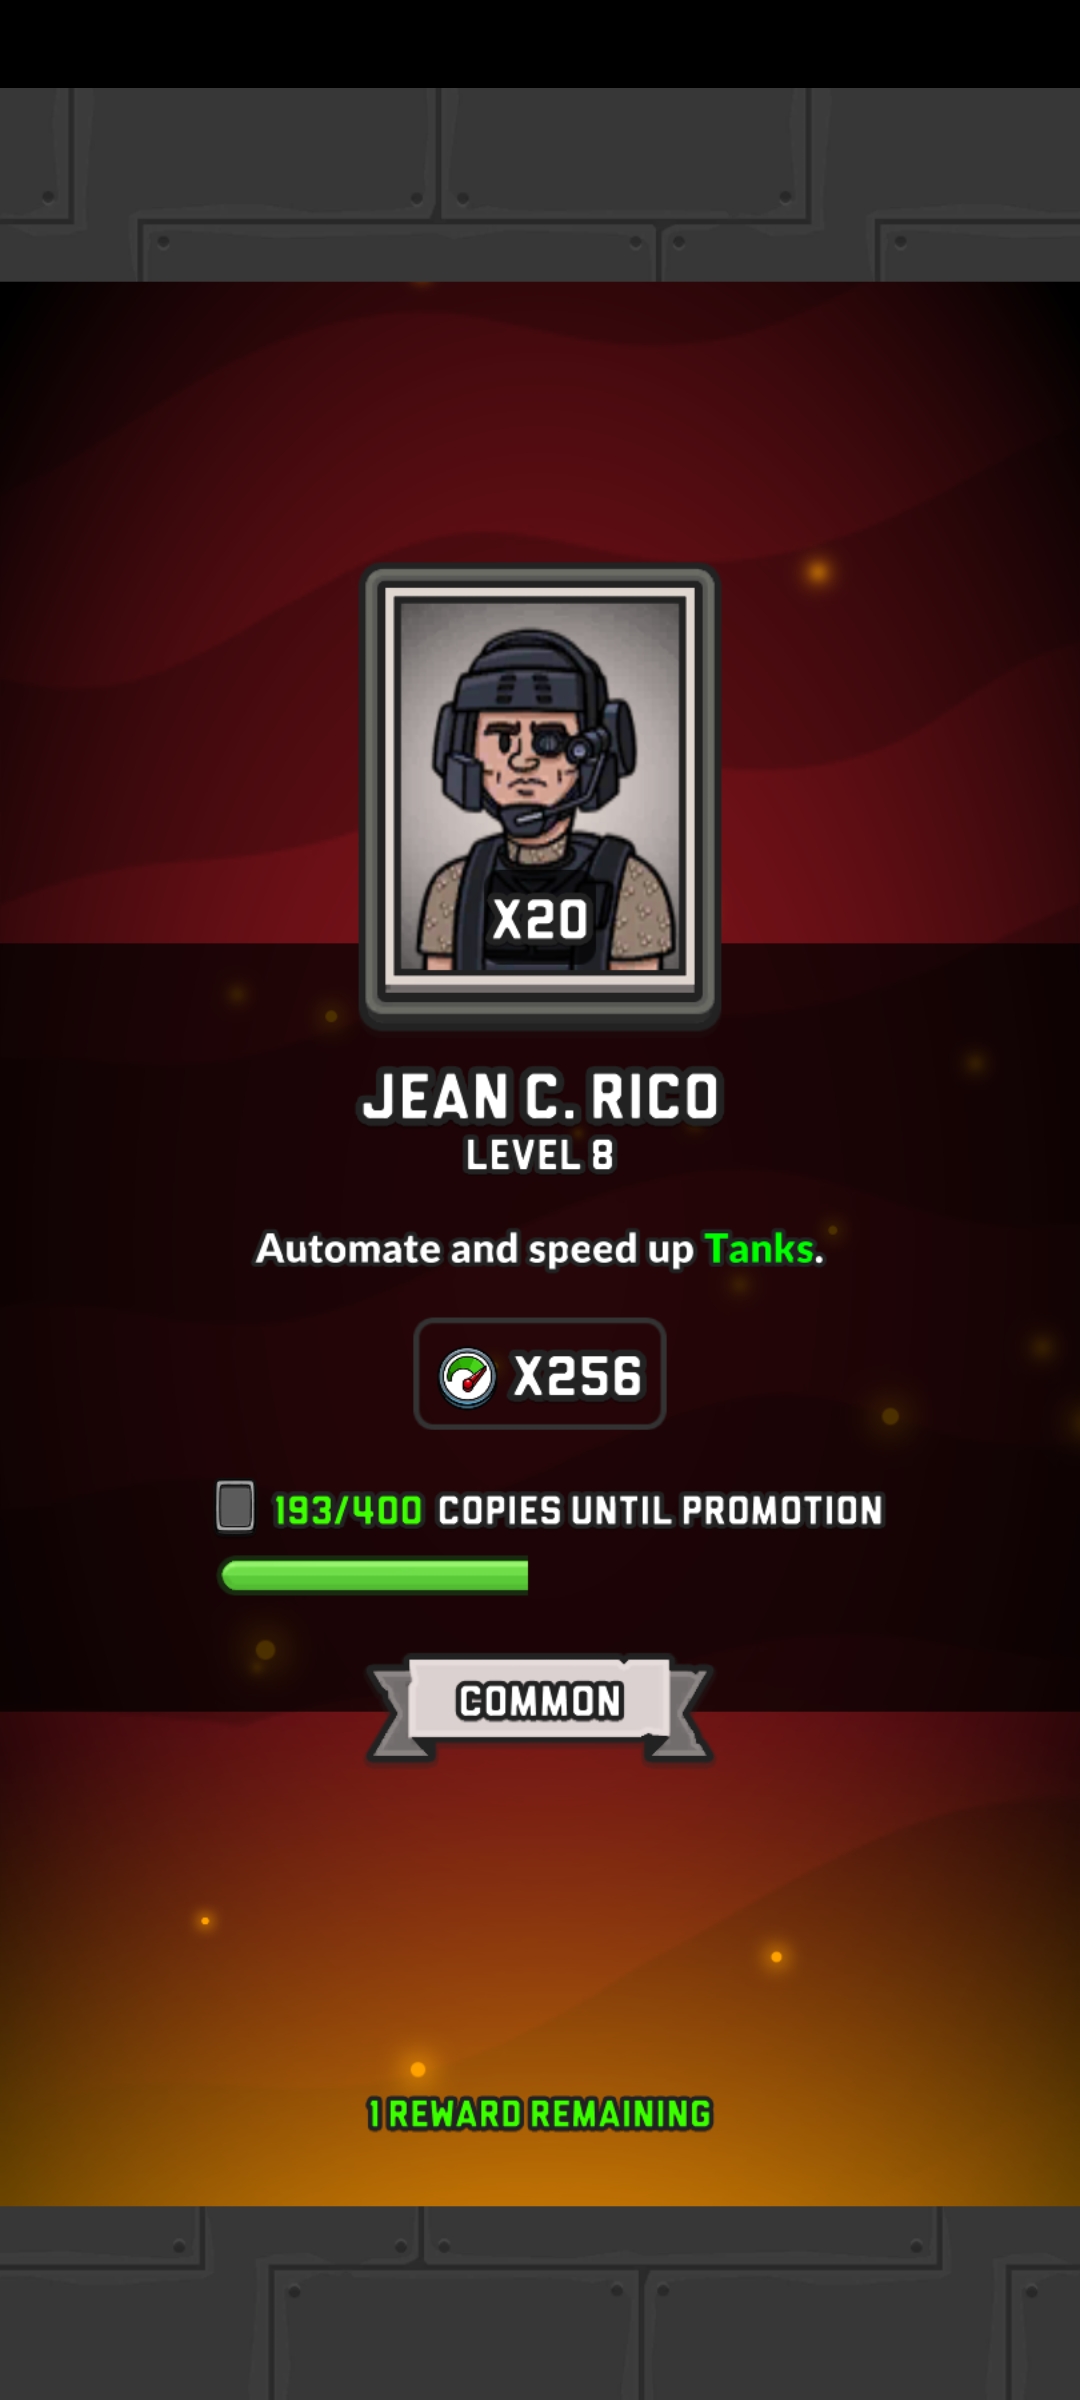 X20
JEAN C. RICO
LEVEL 8
Automate and speed up Tanks.
X256
193/400 COPIES UNTIL PROMOTION
COMMON
1 REWARD REMAINING